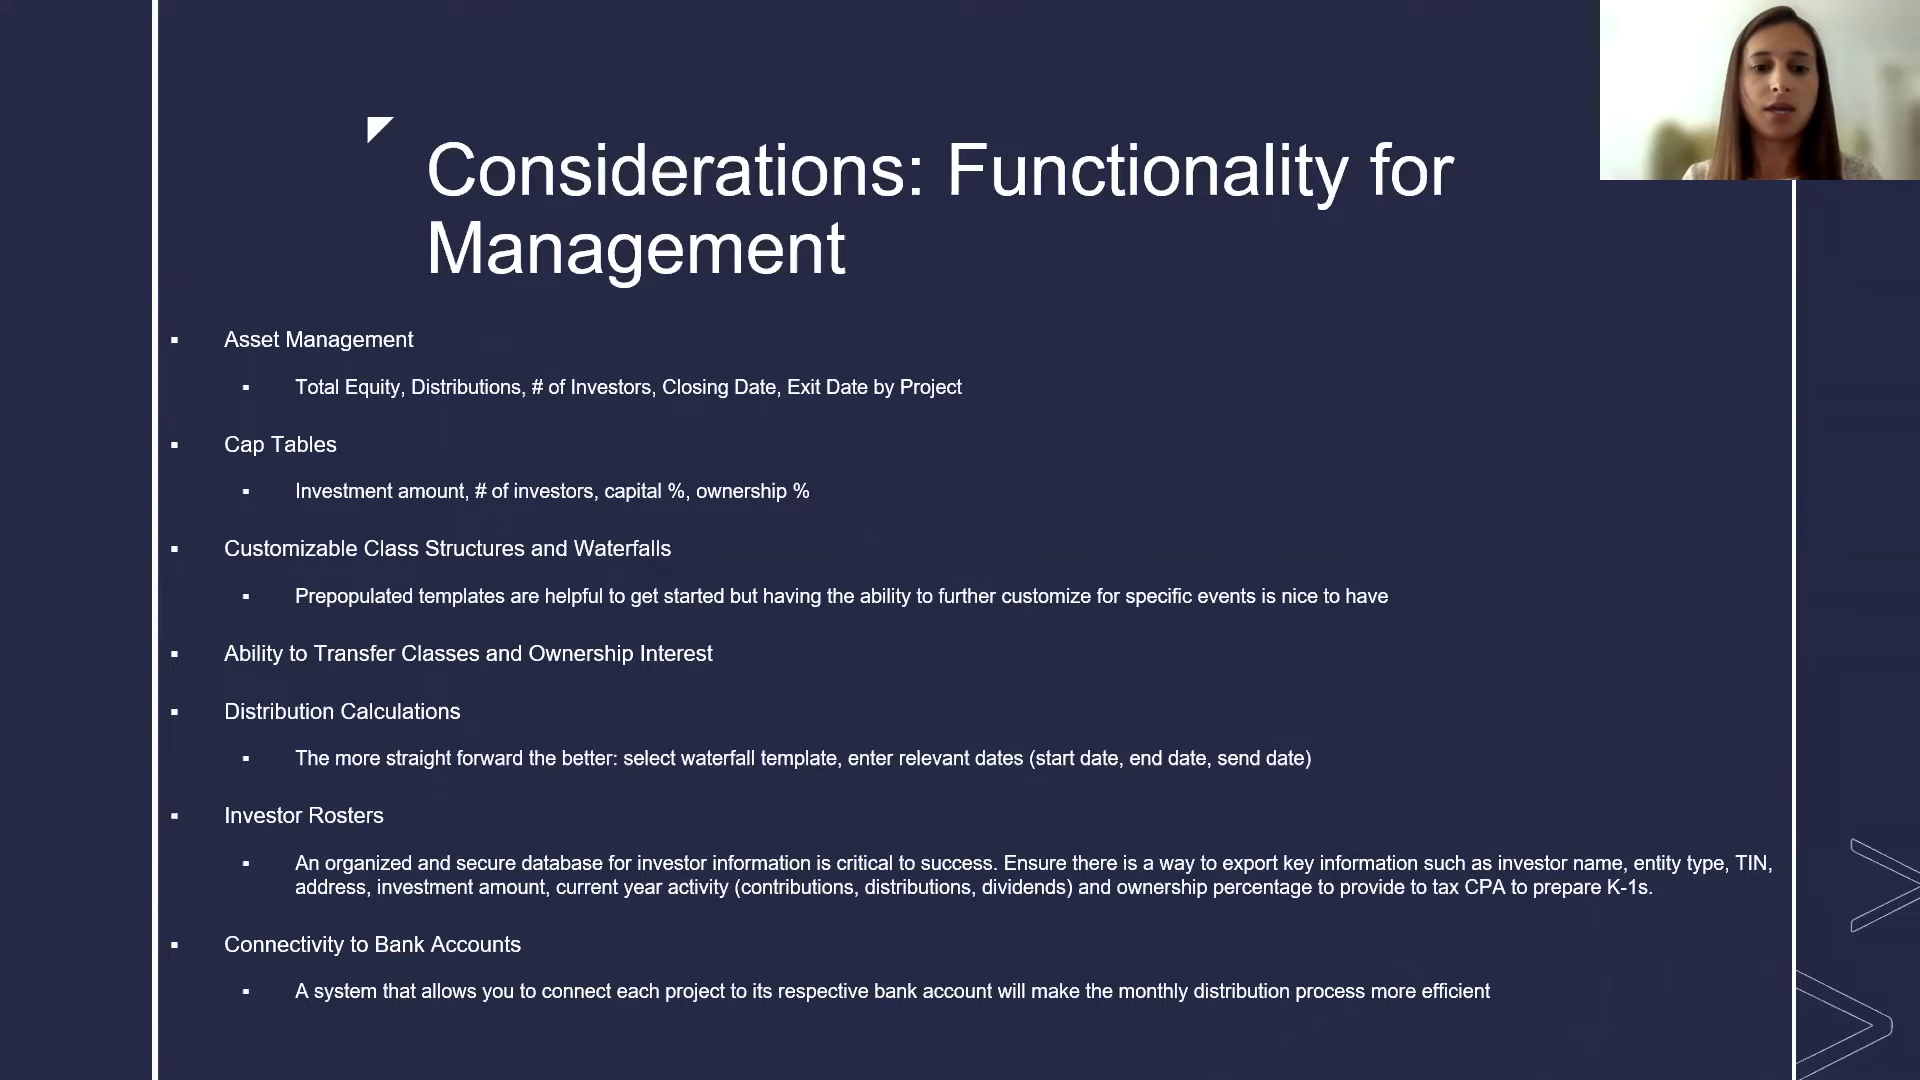 Considerations: Functionality for
Management
▪ Asset Management
▪ Total Equity, Distributions, # of Investors, Closing Date, Exit Date by Project
▪ Cap Tables
▪ Investment amount, # of investors, capital %, ownership %
▪ Customizable Class Structures and Waterfalls
▪ Prepopulated templates are helpful to get started but having the ability to further customize for specific events is nice to have
▪ Ability to Transfer Classes and Ownership Interest
▪ Distribution Calculations
▪ The more straight forward the better: select waterfall template, enter relevant dates (start date, end date, send date)
▪ Investor Rosters
▪ An organized and secure database for investor information is critical to success. Ensure there is a way to export key information such as investor name, entity type, TIN,
address, investment amount, current year activity (contributions, distributions, dividends) and ownership percentage to provide to tax CPA to prepare K-1s.
▪ Connectivity to Bank Accounts
▪ A system that allows you to connect each project to its respective bank account will make the monthly distribution process more efficient